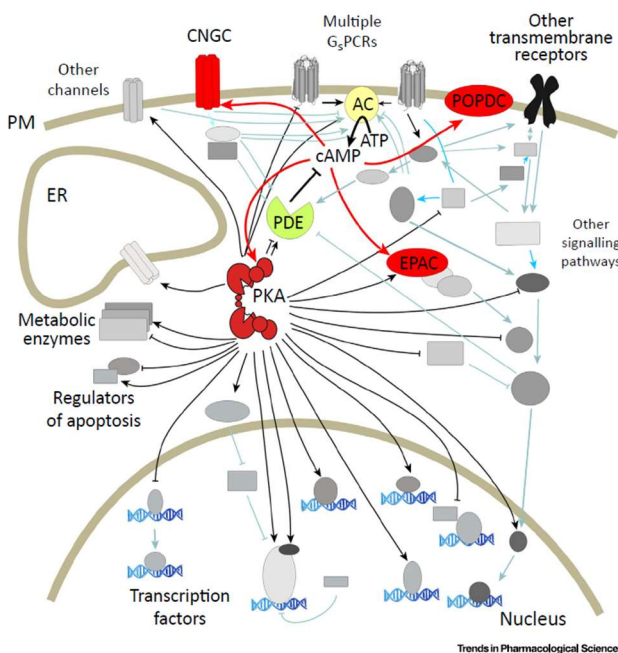 CNGC
Multiple
GₛPCRs
Other
transmembrane
receptors
Other
channels
AC
POPDC
PM
ATP
cAMP
ER
PDE
Other
signalling
pathways
EPAC
PKA
Metabolic
enzymes
Regulators
of apoptosis
Transcription
factors
Nucleus
Trends in Pharmacological Sciences